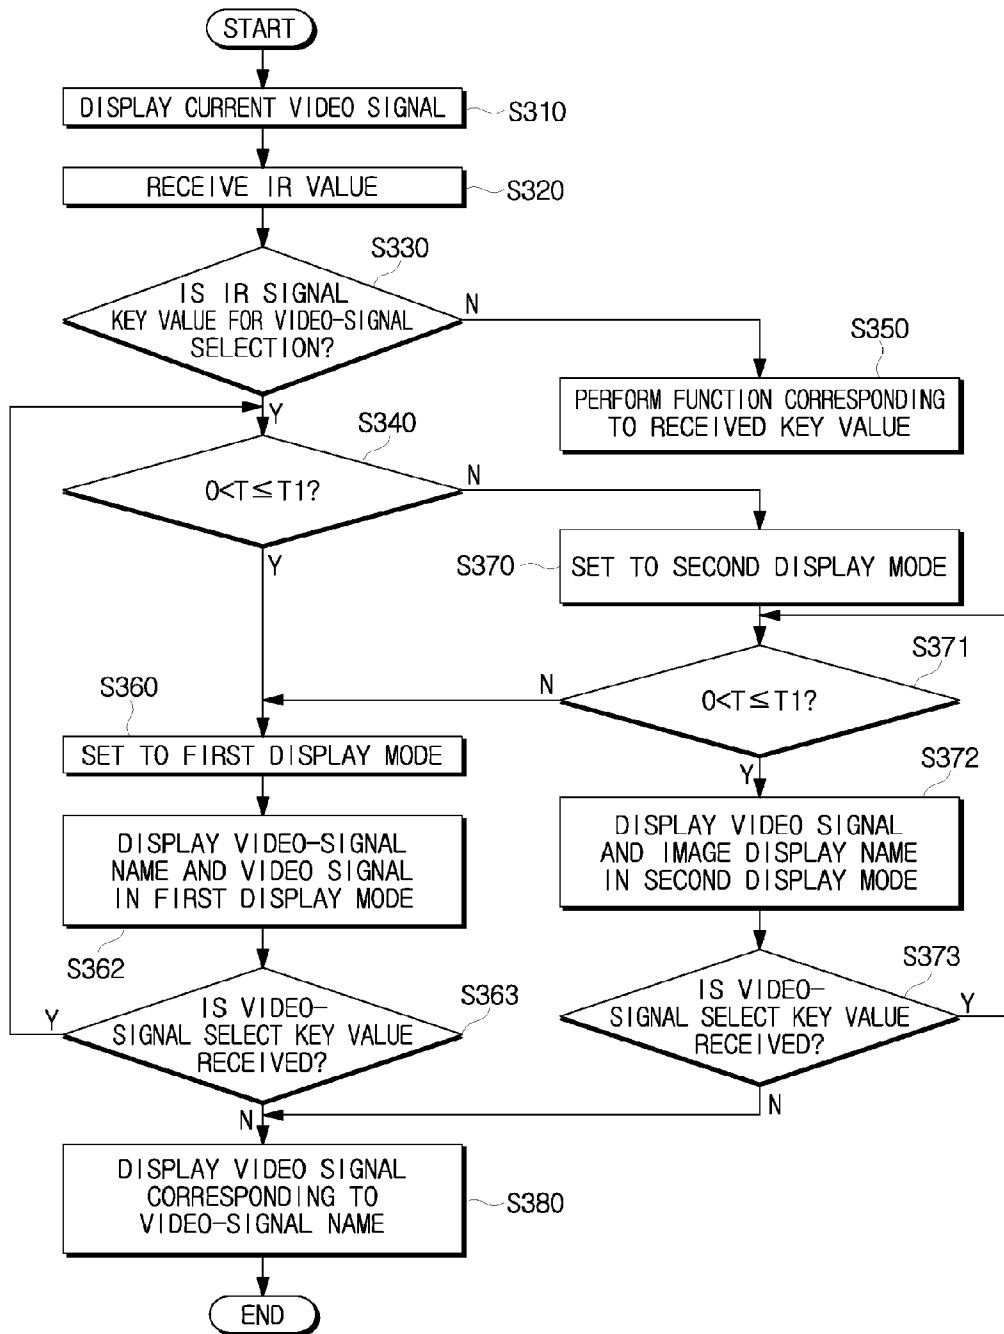 START
DISPLAY CURRENT VIDEO SIGNAL
S310
RECEIVE IR VALUE
S320
S330
IS IR SIGNAL
KEY VALUE FOR VIDEO-SIGNAL
SELECTION?
N
Y
S350
PERFORM FUNCTION CORRESPONDING
TO RECEIVED KEY VALUE
S340
0<T≦T1?
N
Y
S370
SET TO SECOND DISPLAY MODE
S371
0<T≦T1?
N
Y
S360
SET TO FIRST DISPLAY MODE
S372
DISPLAY VIDEO SIGNAL
AND IMAGE DISPLAY NAME
IN SECOND DISPLAY MODE
DISPLAY VIDEO-SIGNAL
NAME AND VIDEO SIGNAL
IN FIRST DISPLAY MODE
S362
S363
IS VIDEO-
SIGNAL SELECT KEY VALUE
RECEIVED?
Y
N
S373
IS VIDEO-
SIGNAL SELECT KEY VALUE
RECEIVED?
Y
N
DISPLAY VIDEO SIGNAL
CORRESPONDING TO
VIDEO-SIGNAL NAME
S380
END